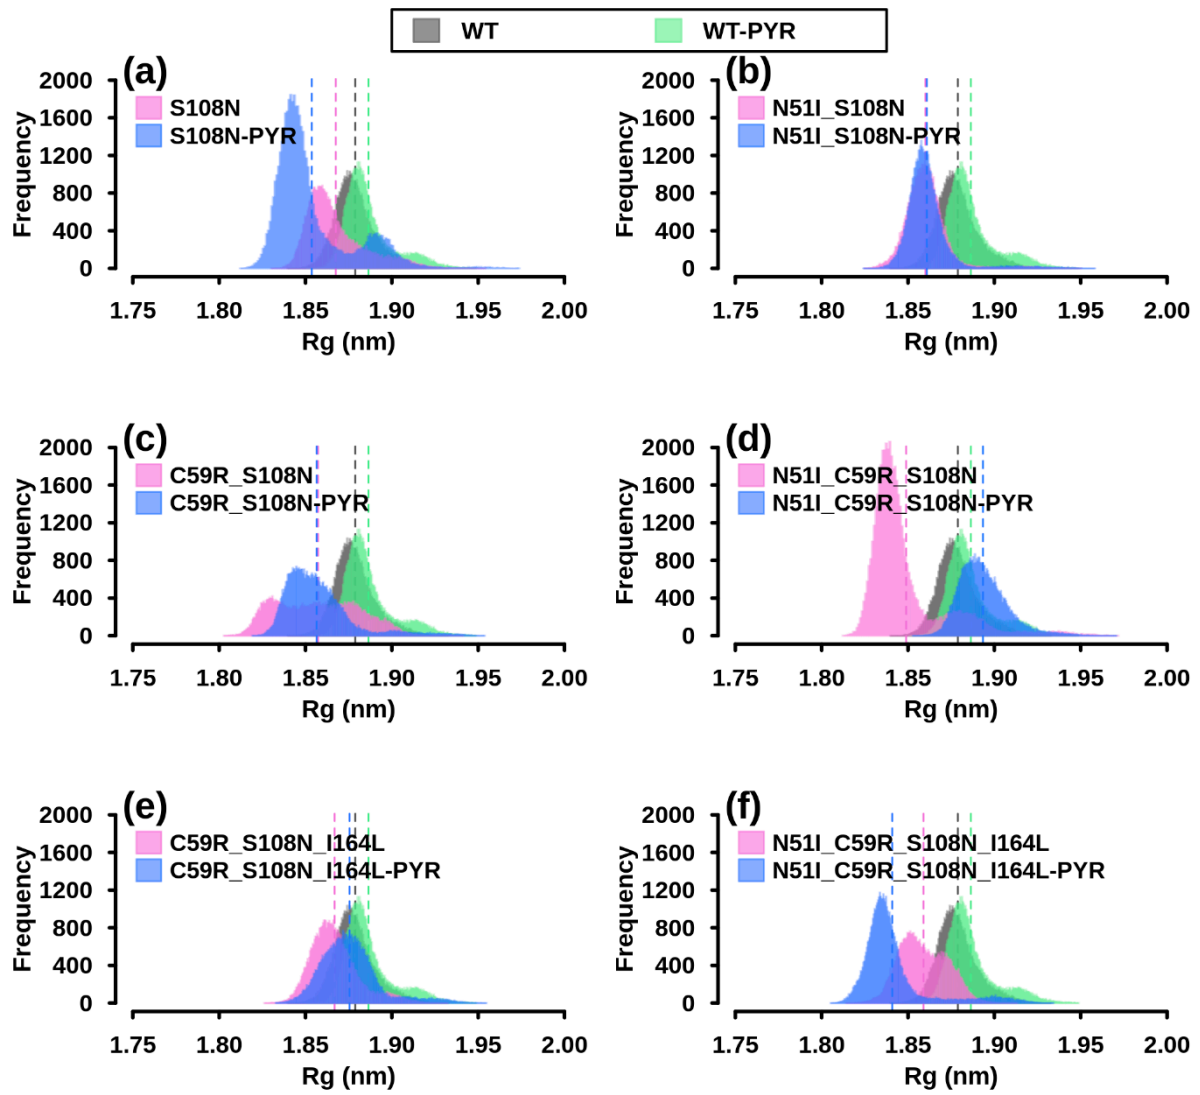 WT WT-PYR
(a) (b)
2000 2000
S108N N51I_S108N
1600 1600
S108N-PYR N51I_S108N-PYR
1200 1200
800 800
400 400
0 0
Frequency Frequency
1.75 1.80 1.85 1.90 1.95 2.00 1.75 1.80 1.85 1.90 1.95 2.00
Rg (nm) Rg (nm)
(c) (d)
2000 2000
C59R_S108N N51I_C59R_S108N
1600 1600
C59R_S108N-PYR N51I_C59R_S108N-PYR
1200 1200
800 800
400 400
0 0
Frequency Frequency
1.75 1.80 1.85 1.90 1.95 2.00 1.75 1.80 1.85 1.90 1.95 2.00
Rg (nm) Rg (nm)
(e) (f)
2000 2000
C59R_S108N_I164L N51I_C59R_S108N_I164L
1600 1600
C59R_S108N_I164L-PYR N51I_C59R_S108N_I164L-PYR
1200 1200
800 800
400 400
0 0
Frequency Frequency
1.75 1.80 1.85 1.90 1.95 2.00 1.75 1.80 1.85 1.90 1.95 2.00
Rg (nm) Rg (nm)